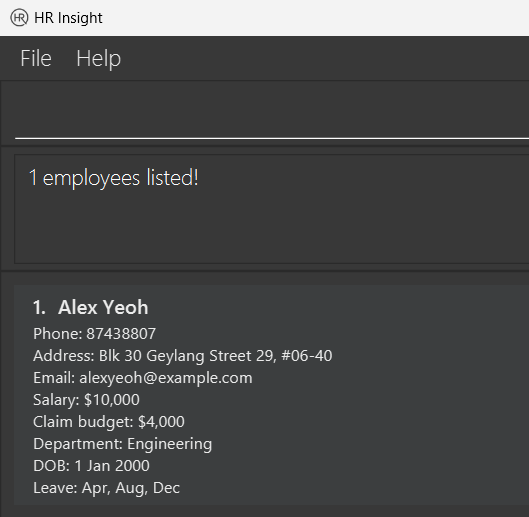 HR HR Insight
File Help
1 employees listed!
1. Alex Yeoh
Phone: 87438807
Address: Blk 30 Geylang Street 29, #06-40
Email: alexyeoh@example.com
Salary: $10,000
Claim budget: $4,000
Department: Engineering
DOB: 1 Jan 2000
Leave: Apr, Aug, Dec